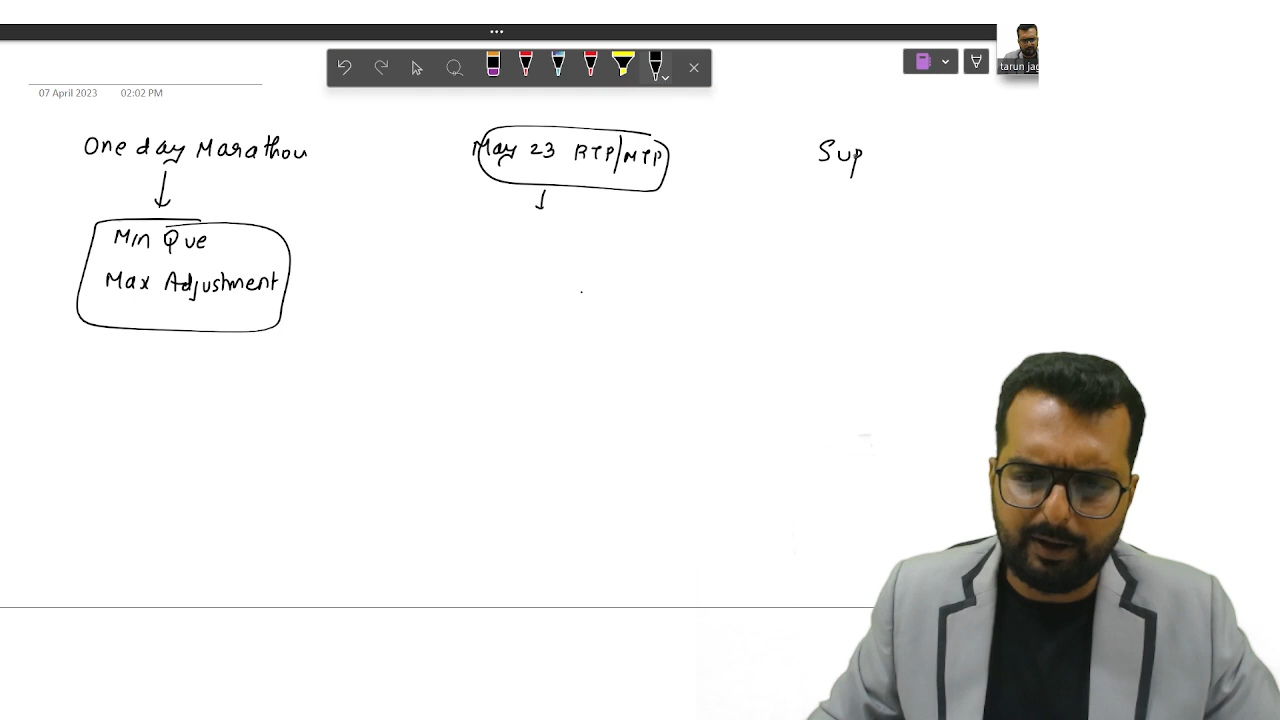 tarun jag
07 April 2023 02:02 PM
One day Marathon
May 23 RTP/MTP
Sup
Min Que
Max Adjustment